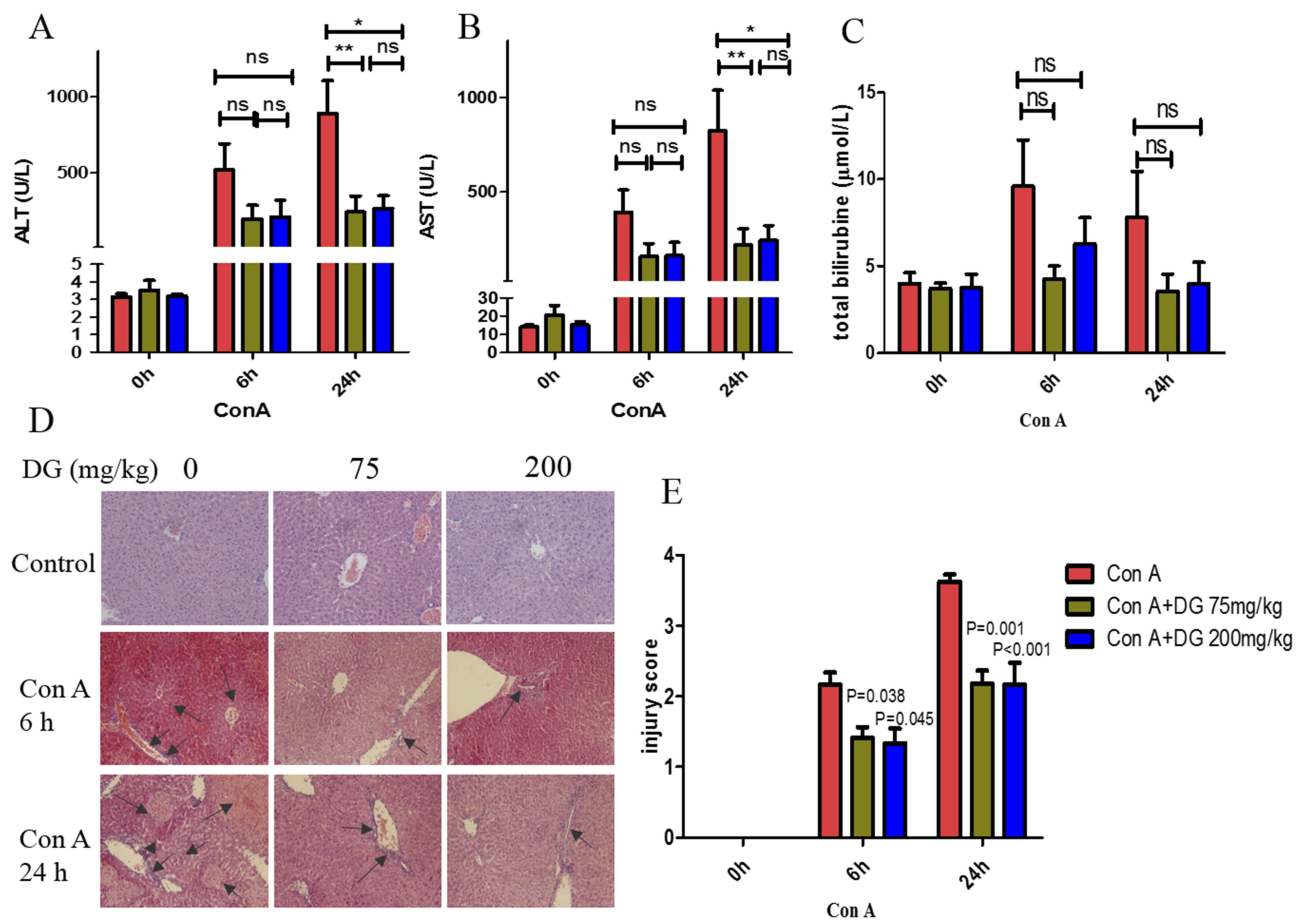 A
ALT (U/L)
1000
500
5
4
3
2
1
0
ns
ns
ns
*
**
ns
0h
6h
24h
ConA
B
AST (U/L)
1000
500
30
20
10
0
ns
ns
ns
*
**
ns
0h
6h
24h
ConA
C
total bilirubine (μmol/L)
15
10
5
0
ns
ns
ns
ns
0h
6h
24h
Con A
D
DG (mg/kg) 0 75 200
Control
Con A
6 h
Con A
24 h
E
injury score
4
3
2
1
0
P=0.038
P=0.045
P=0.001
P<0.001
0h
6h
24h
Con A
Con A
Con A+DG 75mg/kg
Con A+DG 200mg/kg